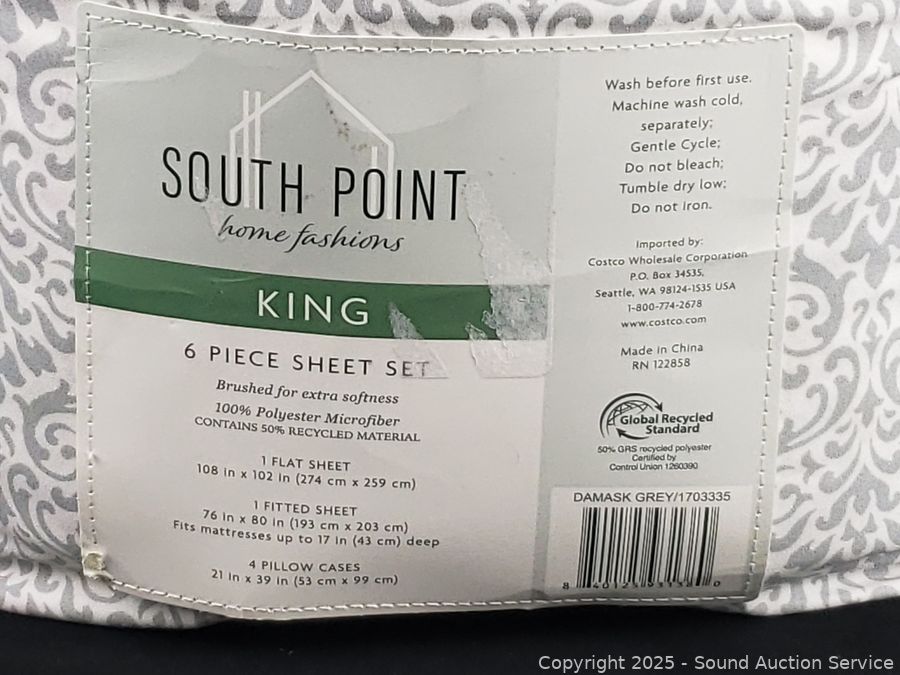 SOUTH POINT
home fashions
KING
6 PIECE SHEET SET
Brushed for extra softness
100% Polyester Microfiber
CONTAINS 50% RECYCLED MATERIAL
1 FLAT SHEET
108 in x 102 in (274 cm x 259 cm)
1 FITTED SHEET
76 in x 80 in (193 cm x 203 cm)
Fits mattresses up to 17 in (43 cm) deep
4 PILLOW CASES
21 in x 39 in (53 cm x 99 cm)
Wash before first use.
Machine wash cold,
separately;
Gentle Cycle;
Do not bleach;
Tumble dry low;
Do not iron.
Imported by:
Costco Wholesale Corporation
P.O. Box 34535,
Seattle, WA 98124-1535 USA
1-800-774-2678
www.costco.com
Made in China
RN 122858
Global Recycled
Standard
50% GRS recycled polyester
Certified by
Control Union 1260390
DAMASK GREY/1703335
Copyright 2025 - Sound Auction Service